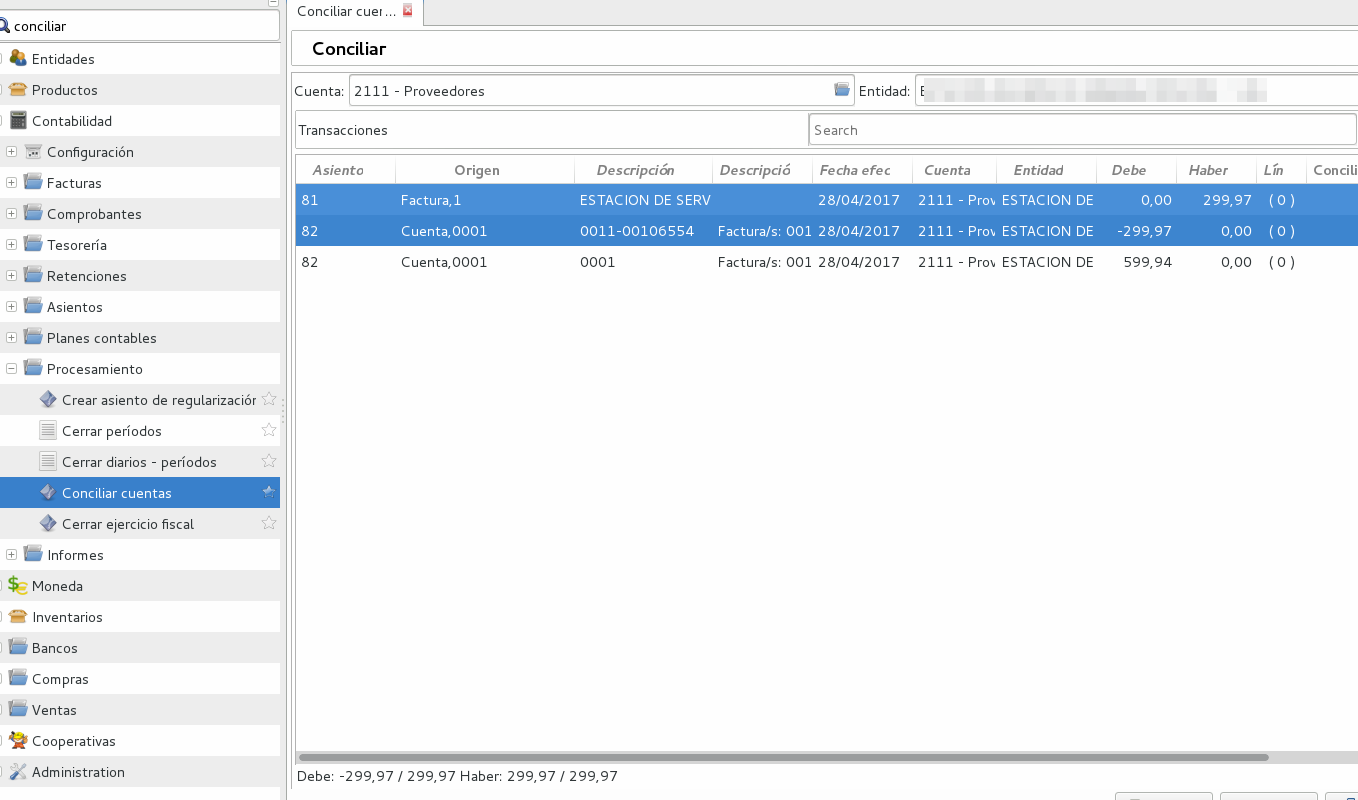 Conciliar cuer...
conciliar
Conciliar
Entidades
Productos
Contabilidad
Configuración
Facturas
Comprobantes
Tesorería
Retenciones
Asientos
Planes contables
Procesamiento
Crear asiento de regularización
Cerrar períodos
Cerrar diarios - períodos
Conciliar cuentas
Cerrar ejercicio fiscal
Informes
Moneda
Inventarios
Bancos
Compras
Ventas
Cooperativas
Administration
Cuenta: 2111 - Proveedores Entidad:
Transacciones Search
Asiento Origen Descripción Descripció Fecha efec Cuenta Entidad Debe Haber Lín Concili
81 Factura,1 ESTACION DE SERV 28/04/2017 2111 - Prov ESTACION DE 0,00 299,97 ( 0 )
82 Cuenta,0001 0011-00106554 Factura/s: 001 28/04/2017 2111 - Prov ESTACION DE -299,97 0,00 ( 0 )
82 Cuenta,0001 0001 Factura/s: 001 28/04/2017 2111 - Prov ESTACION DE 599,94 0,00 ( 0 )
Debe: -299,97 / 299,97 Haber: 299,97 / 299,97